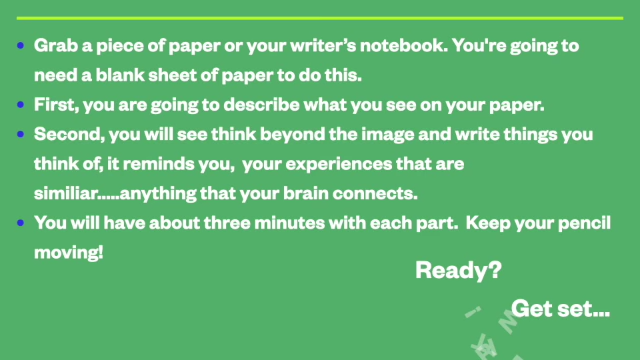 Grab a piece of paper or your writer's notebook. You're going to
need a blank sheet of paper to do this.
First, you are going to describe what you see on your paper.
Second, you will see think beyond the image and write things you
think of, it reminds you,  your experiences that are
similiar.....anything that your brain connects.
You will have about three minutes with each part.  Keep your pencil
moving!
Ready?
Get set...